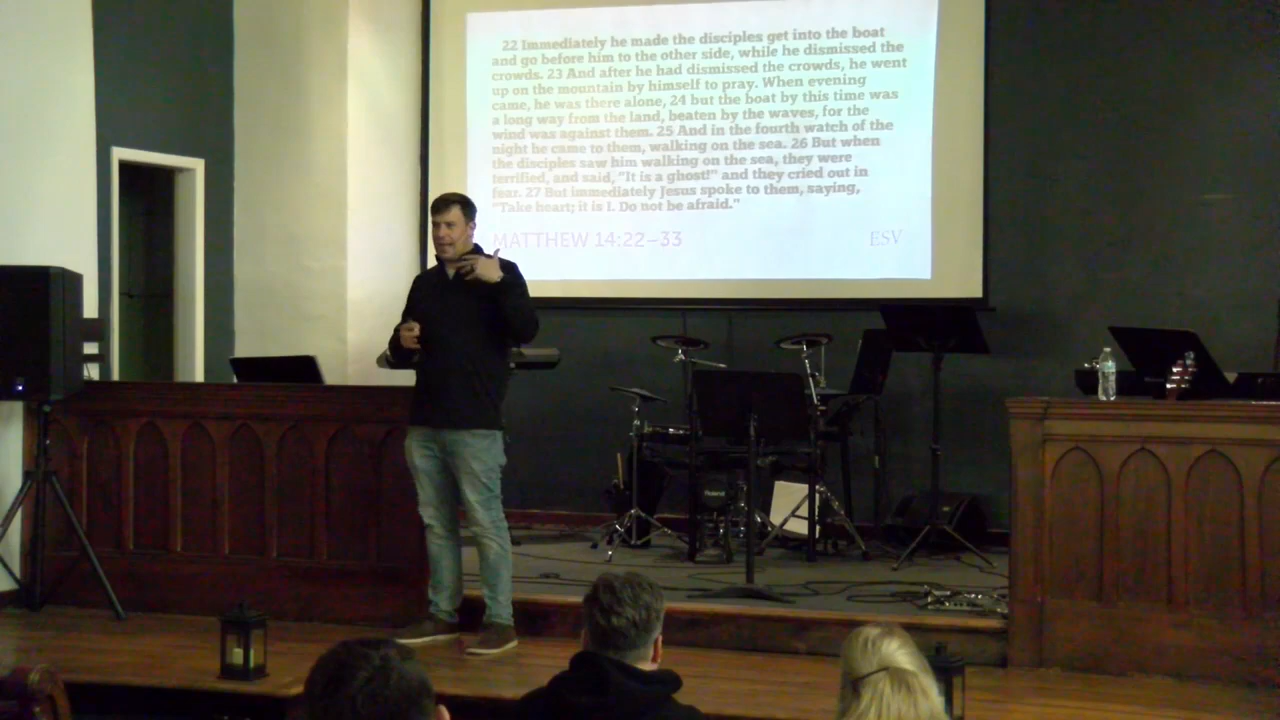 22 Immediately he made the disciples get into the boat
and go before him to the other side, while he dismissed the
crowds. 23 And after he had dismissed the crowds, he went
up on the mountain by himself to pray. When evening
came, he was there alone, 24 but the boat by this time was
a long way from the land, beaten by the waves, for the
wind was against them. 25 And in the fourth watch of the
night he came to them, walking on the sea. 26 But when
the disciples saw him walking on the sea, they were
terrified, and said, “It is a ghost!” and they cried out in
fear. 27 But immediately Jesus spoke to them, saying,
“Take heart; it is I. Do not be afraid.”
MATTHEW 14:22–33 ESV
Roland